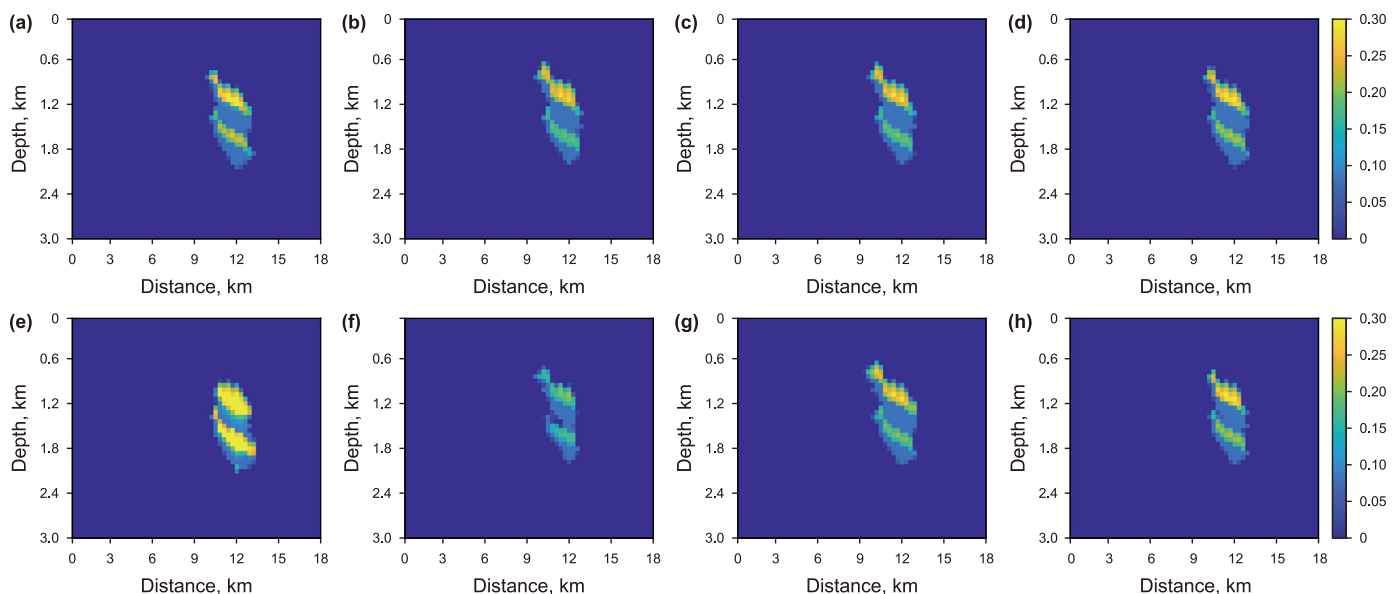 (a) (b) (c) (d)
0 0 0 0 0.30
0.6 0.6 0.6 0.6 0.25
1.2 1.2 1.2 1.2 0.20
Depth, km Depth, km Depth, km Depth, km 0.15
1.8 1.8 1.8 1.8 0.10
2.4 2.4 2.4 2.4 0.05
3.0 3.0 3.0 3.0 0
0 3 6 9 12 15 18 0 3 6 9 12 15 18 0 3 6 9 12 15 18 0 3 6 9 12 15 18
Distance, km Distance, km Distance, km Distance, km
(e) (f) (g) (h)
0 0 0 0.30
0.6 0.6 0.6 0.6 0.25
1.2 1.2 1.2 1.2 0.20
Depth, km Depth, km Depth, km Depth, km 0.15
1.8 1.8 1.8 1.8 0.10
2.4 2.4 2.4 2.4 0.05
3.0 3.0 3.0 3.0 0
0 3 6 9 12 15 18 0 3 6 9 12 15 18 0 3 6 9 12 15 18 0 3 6 9 12 15 18
Distance, km Distance, km Distance, km Distance, km